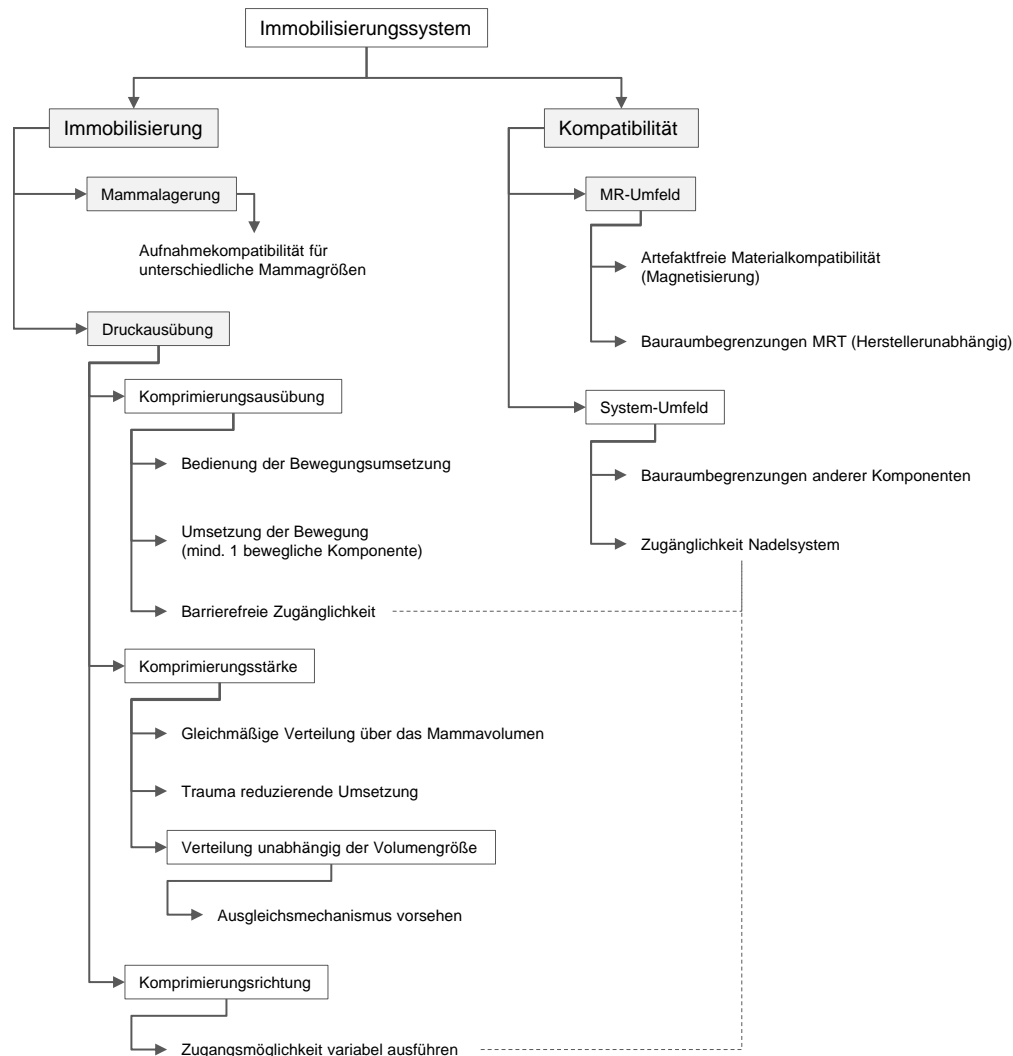 Immobilisierungssystem
Immobilisierung
Mammalagerung
Aufnahmekompatibilität für
unterschiedliche Mammagrößen
Druckausübung
Komprimierungsausübung
Bedienung der Bewegungsumsetzung
Umsetzung der Bewegung
(mind. 1 bewegliche Komponente)
Barrierefreie Zugänglichkeit
Komprimierungsstärke
Gleichmäßige Verteilung über das Mammavolumen
Trauma reduzierende Umsetzung
Verteilung unabhängig der Volumengröße
Ausgleichsmechanismus vorsehen
Komprimierungsrichtung
Zugangsmöglichkeit variabel ausführen
Kompatibilität
MR-Umfeld
Artefaktfreie Materialkompatibilität
(Magnetisierung)
Bauraumbegrenzungen MRT (Herstellerunabhängig)
System-Umfeld
Bauraumbegrenzungen anderer Komponenten
Zugänglichkeit Nadelsystem